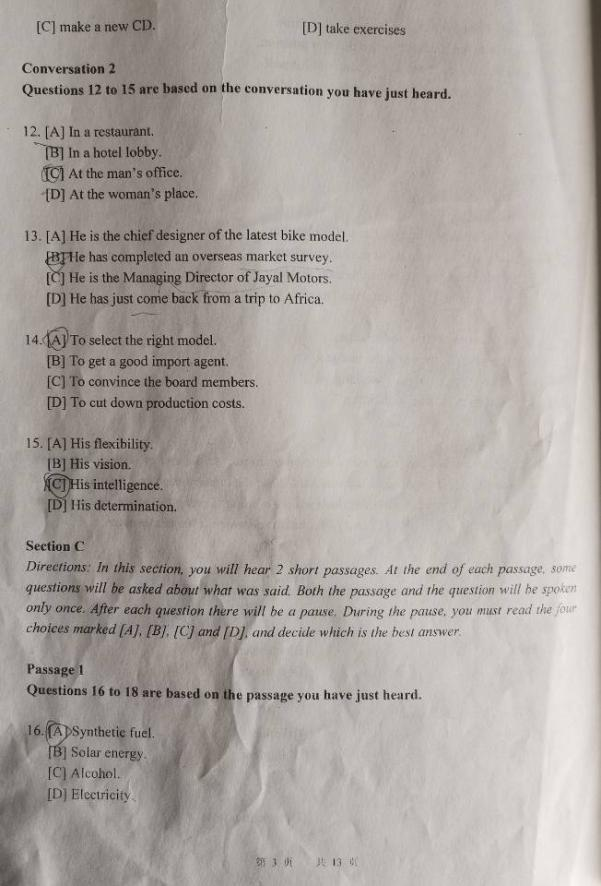 [C] make a new CD. [D] take exercises
Conversation 2
Questions 12 to 15 are based on the conversation you have just heard.
12. [A] In a restaurant.
[B] In a hotel lobby.
[C] At the man's office.
[D] At the woman's place.
13. [A] He is the chief designer of the latest bike model.
[B] He has completed an overseas market survey.
[C] He is the Managing Director of Jayal Motors.
[D] He has just come back from a trip to Africa.
14. [A] To select the right model.
[B] To get a good import agent.
[C] To convince the board members.
[D] To cut down production costs.
15. [A] His flexibility.
[B] His vision.
[C] His intelligence.
[D] His determination.
Section C
Directions: In this section, you will hear 2 short passages. At the end of each passage, some
questions will be asked about what was said. Both the passage and the question will be spoken
only once. After each question there will be a pause. During the pause, you must read the four
choices marked [A], [B], [C] and [D], and decide which is the best answer.
Passage 1
Questions 16 to 18 are based on the passage you have just heard.
16. [A] Synthetic fuel.
[B] Solar energy.
[C] Alcohol.
[D] Electricity.
第 3 页 共 13 页